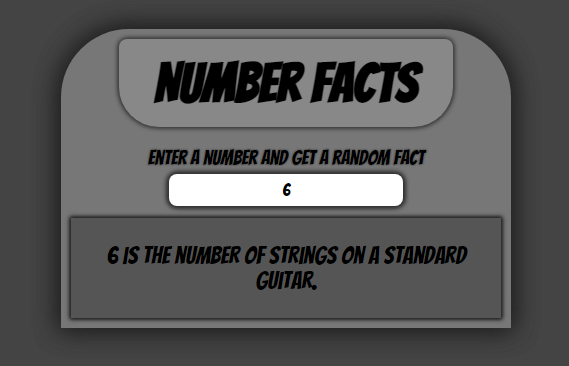 NUMBER FACTS
ENTER A NUMBER AND GET A RANDOM FACT
6
6 IS THE NUMBER OF STRINGS ON A STANDARD
GUITAR.